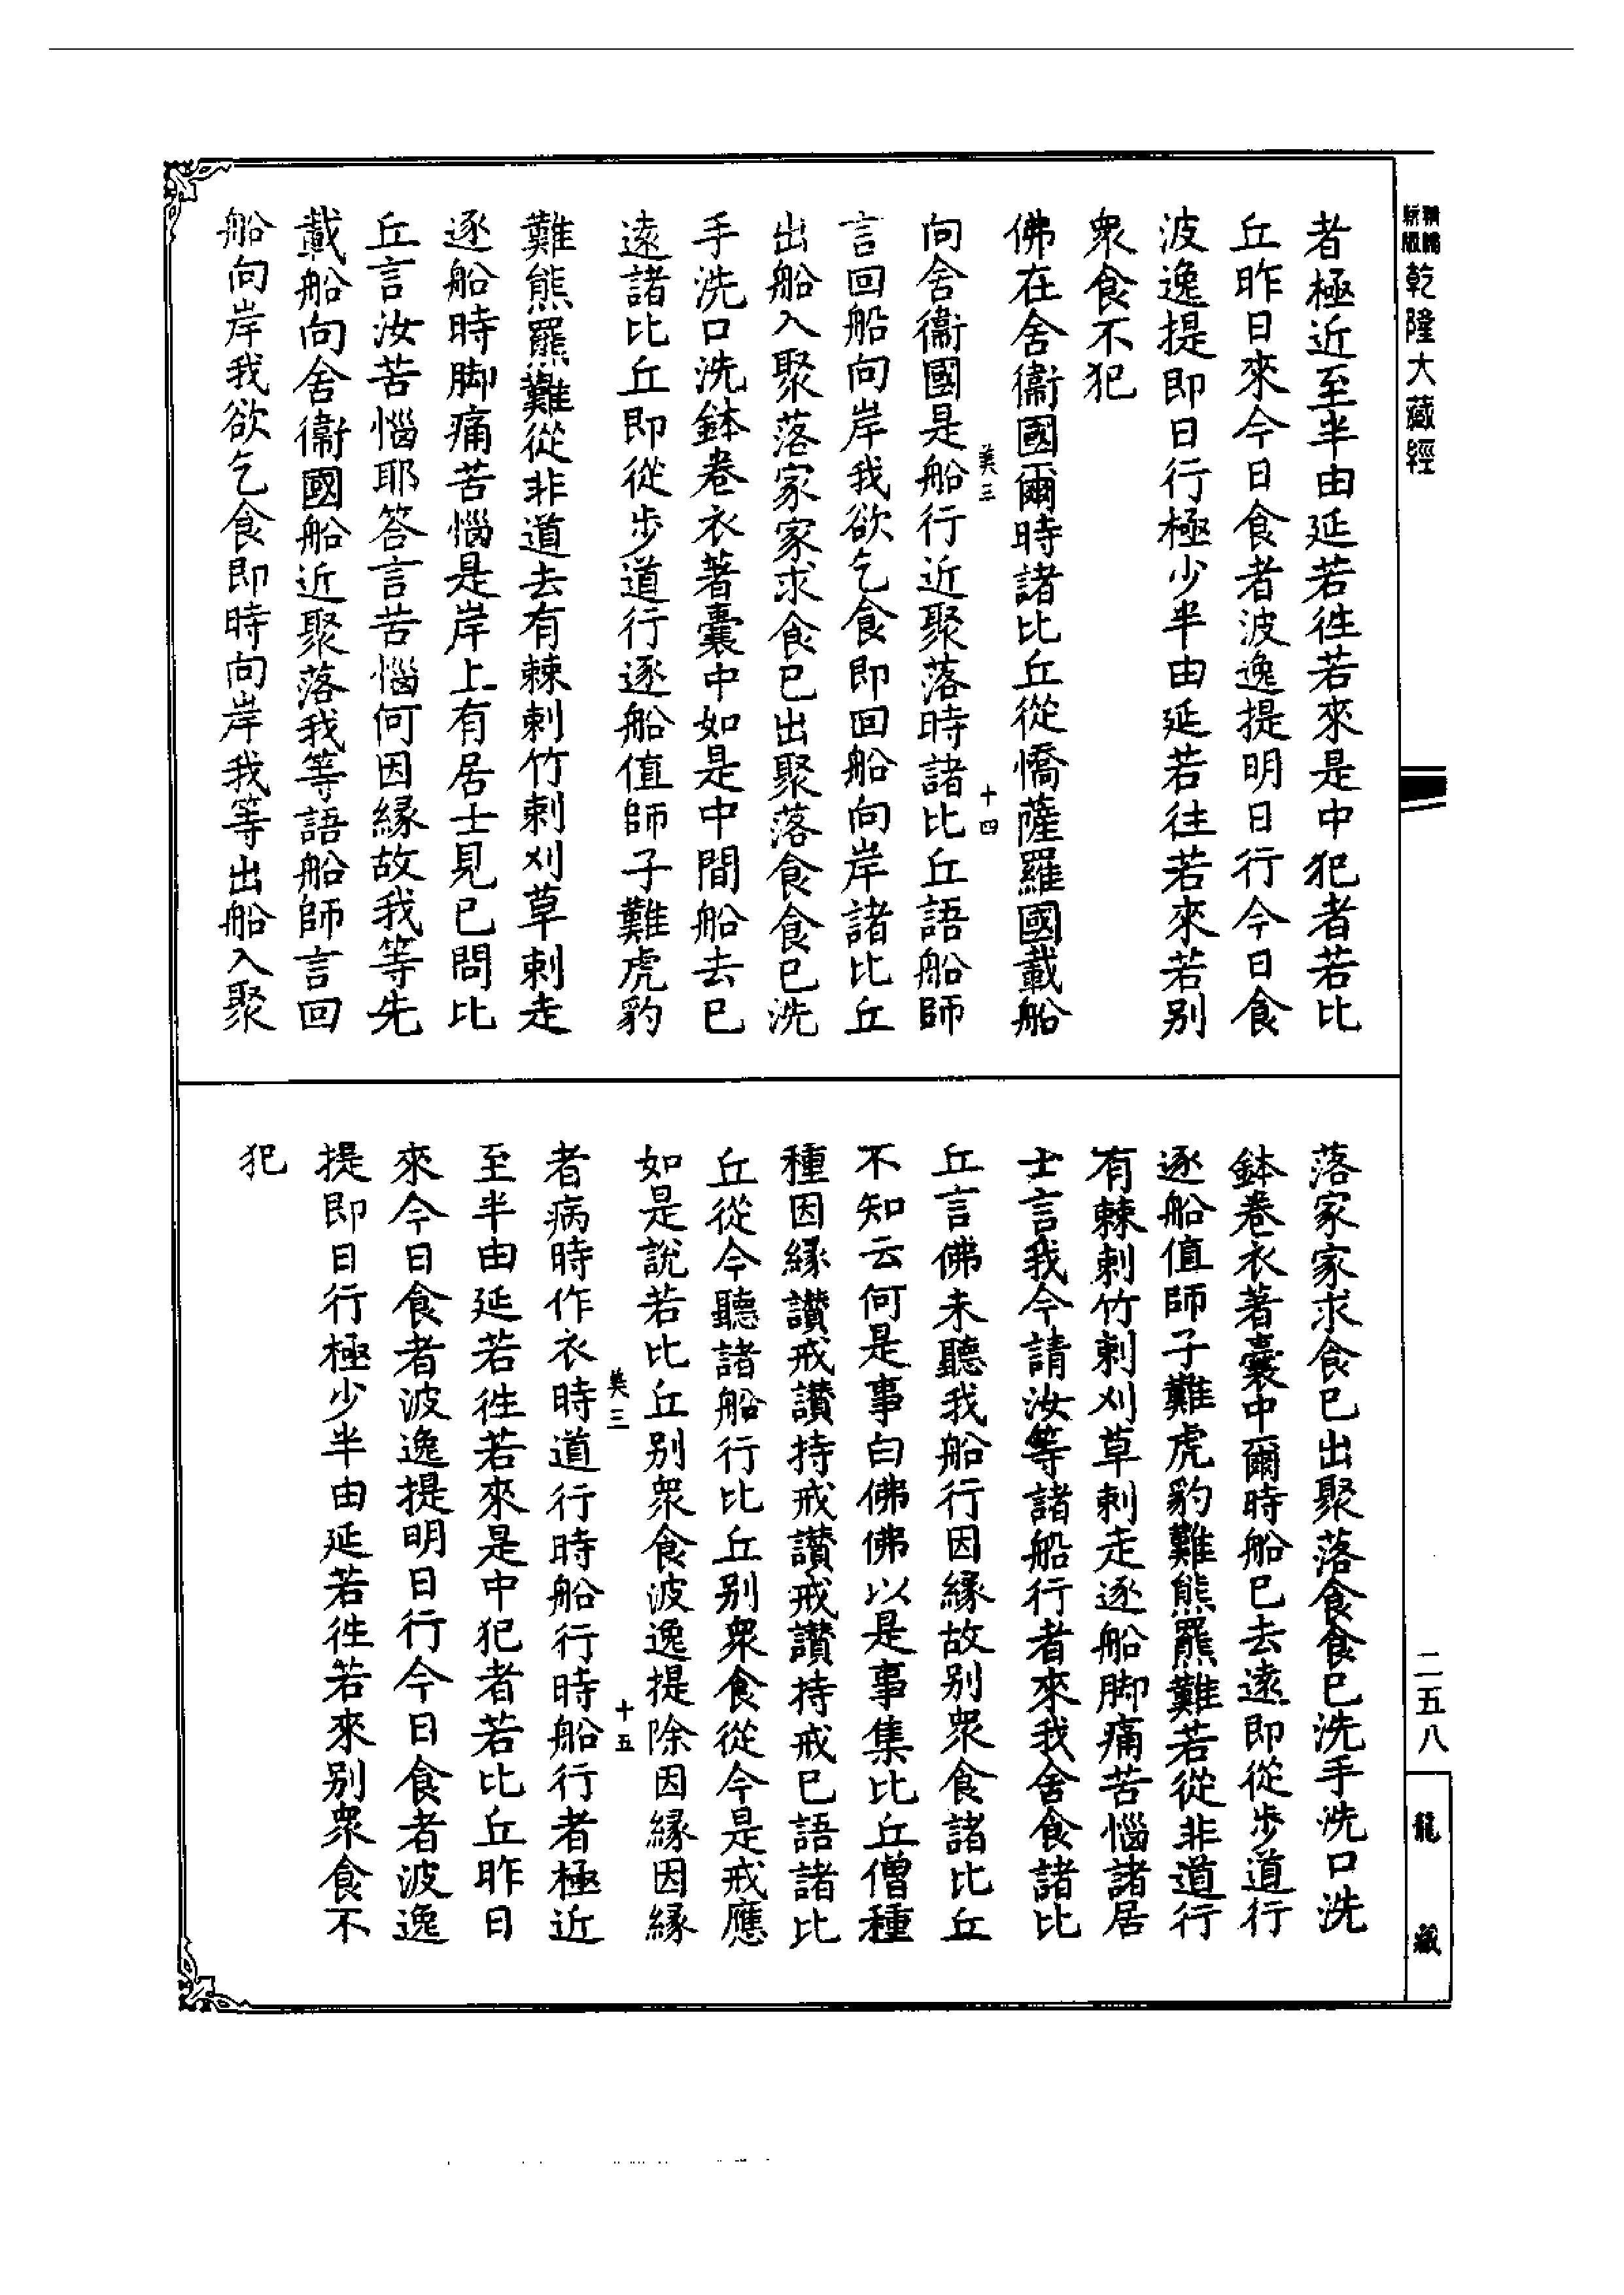 精編
新版
乾隆大藏經
者極近至半由延若徃若來是中犯者若比
丘昨日來今日食者波逸提明日行今日食
波逸提即日行極少半由延若往若來若別
衆食不犯
佛在舍衞國爾時諸比丘從憍薩羅國載船
美三
十四
向舍衞國是船行近聚落時諸比丘語船師
言回船向岸我欲乞食即回船向岸諸比丘
出船入聚落家家求食已出聚落食食已洗
手洗口洗鉢卷衣著囊中如是中間船去已
逺諸比丘即從步道行逐船值師子難虎豹
難熊羆難從非道去有棘刺竹刺刈草刺走
逐船時脚痛苦惱是岸上有居士見已問比
丘言汝苦惱耶答言苦惱何因緣故我等先
載船向舍衞國船近聚落我等語船師言回
船向岸我欲乞食即時向岸我等出船入聚
落家家求食已出聚落食食已洗手洗口洗
鉢卷衣著囊中爾時船已去逺即從步道行
逐船值師子難虎豹難熊羆難若從非道行
有棘刺竹刺刈草刺走逐船脚痛苦惱諸居
士言我今請汝等諸船行者來我舍食諸比
丘言佛未聽我船行因緣故別衆食諸比丘
不知云何是事白佛佛以是事集比丘僧種
種因緣讃戒讃持戒讃戒讃持戒已語諸比
丘從今聽諸船行比丘別衆食從今是戒應
如是說若比丘別衆食波逸提除因緣因緣
美三
十五
者病時作衣時道行時船行時船行者極近
至半由延若徃若來是中犯者若比丘昨日
來今日食者波逸提明日行今日食者波逸
提即日行極少半由延若徃若來別衆食不
犯
二五八
龍藏